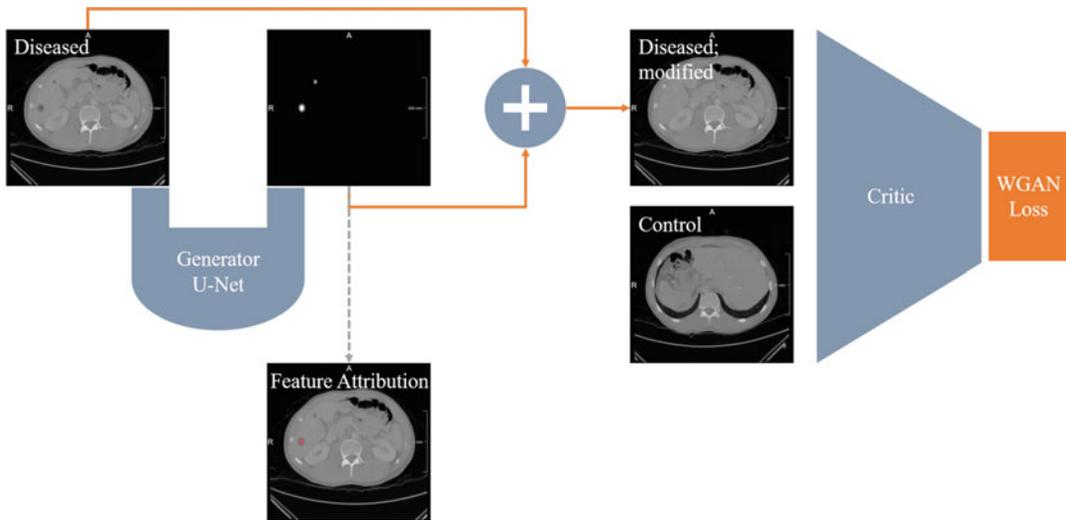 Diseased
A
R
A
R
Diseased;
modified
R
Generator
U-Net
Control
A
R
Critic
WGAN
Loss
Feature Attribution
A
R